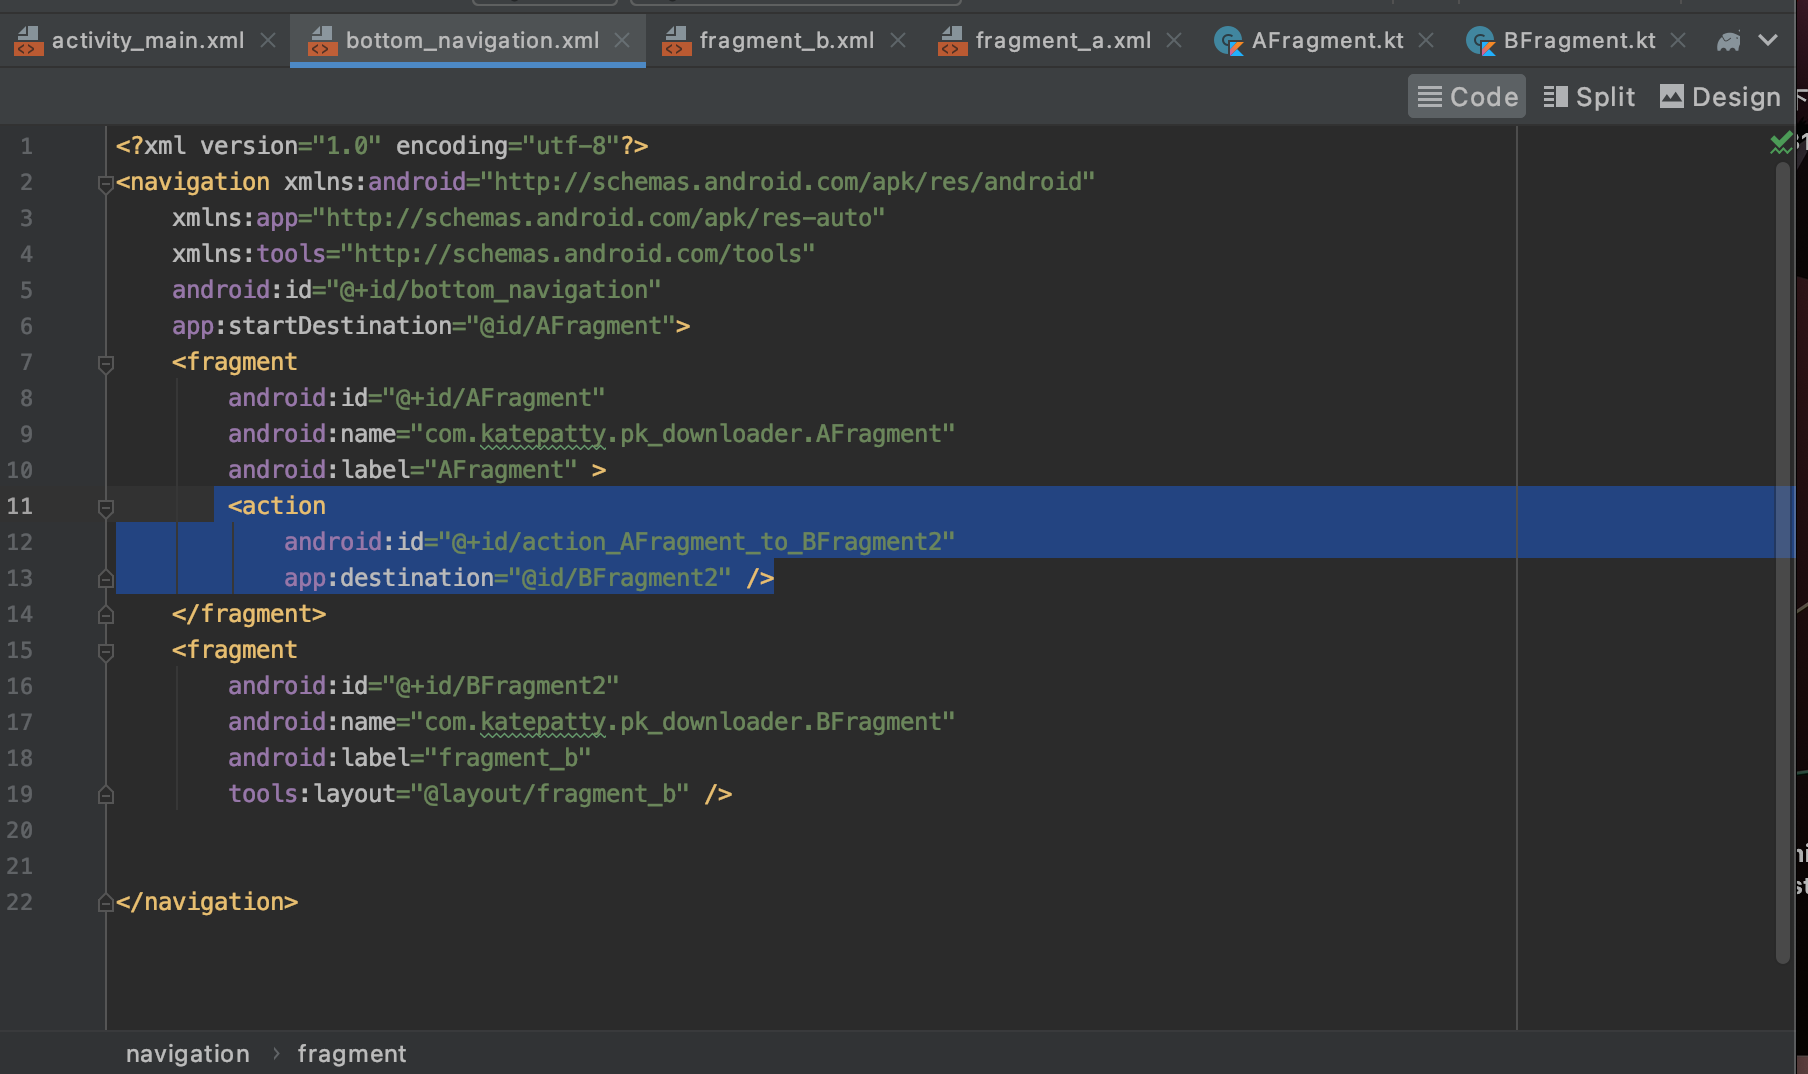 activity_main.xml bottom_navigation.xml fragment_b.xml fragment_a.xml AFragment.kt BFragment.kt
Code Split Design
1 <?xml version="1.0" encoding="utf-8"?>
2 <navigation xmlns:android="http://schemas.android.com/apk/res/android"
3 xmlns:app="http://schemas.android.com/apk/res-auto"
4 xmlns:tools="http://schemas.android.com/tools"
5 android:id="@+id/bottom_navigation"
6 app:startDestination="@id/AFragment">
7 <fragment
8 android:id="@+id/AFragment"
9 android:name="com.katepatty.pk_downloader.AFragment"
10 android:label="AFragment" >
11 <action
12 android:id="@+id/action_AFragment_to_BFragment2"
13 app:destination="@id/BFragment2" />
14 </fragment>
15 <fragment
16 android:id="@+id/BFragment2"
17 android:name="com.katepatty.pk_downloader.BFragment"
18 android:label="fragment_b"
19 tools:layout="@layout/fragment_b" />
20
21
22 </navigation>
navigation › fragment